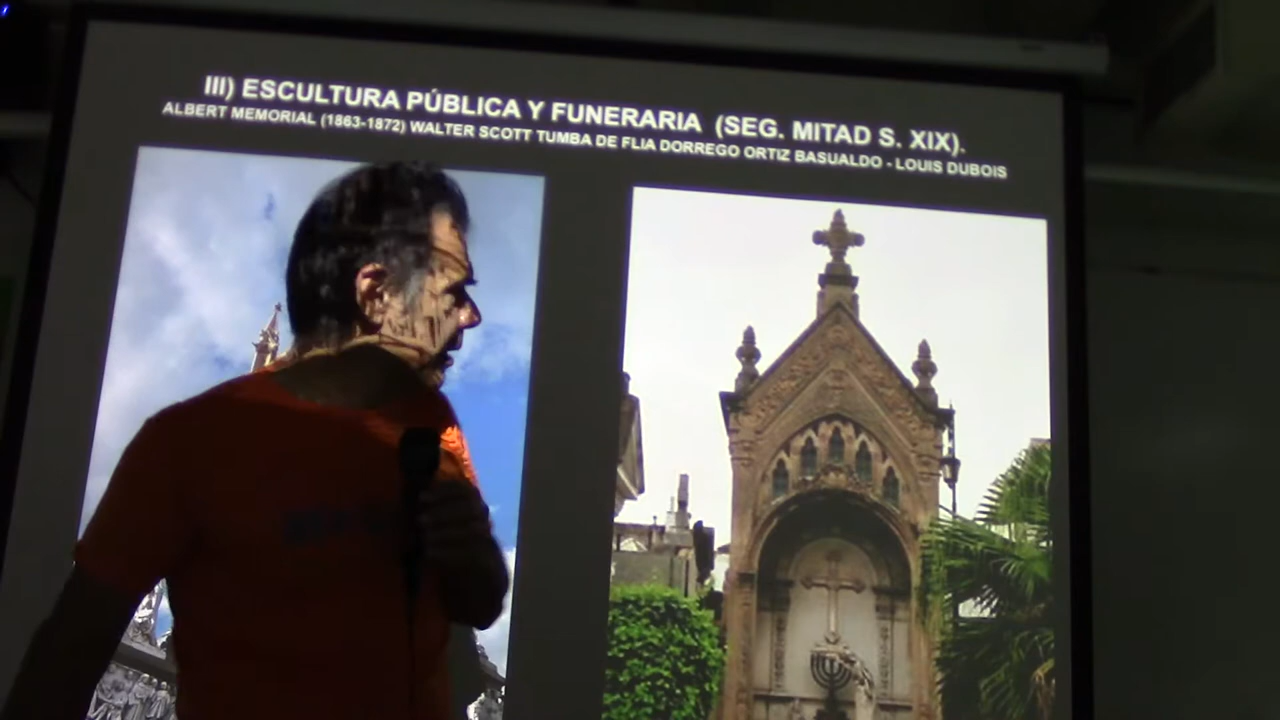 III) ESCULTURA PÚBLICA Y FUNERARIA (SEG. MITAD S. XIX).
ALBERT MEMORIAL (1863-1872) WALTER SCOTT TUMBA DE FLIA DORREGO ORTIZ BASUALDO - LOUIS DUBOIS